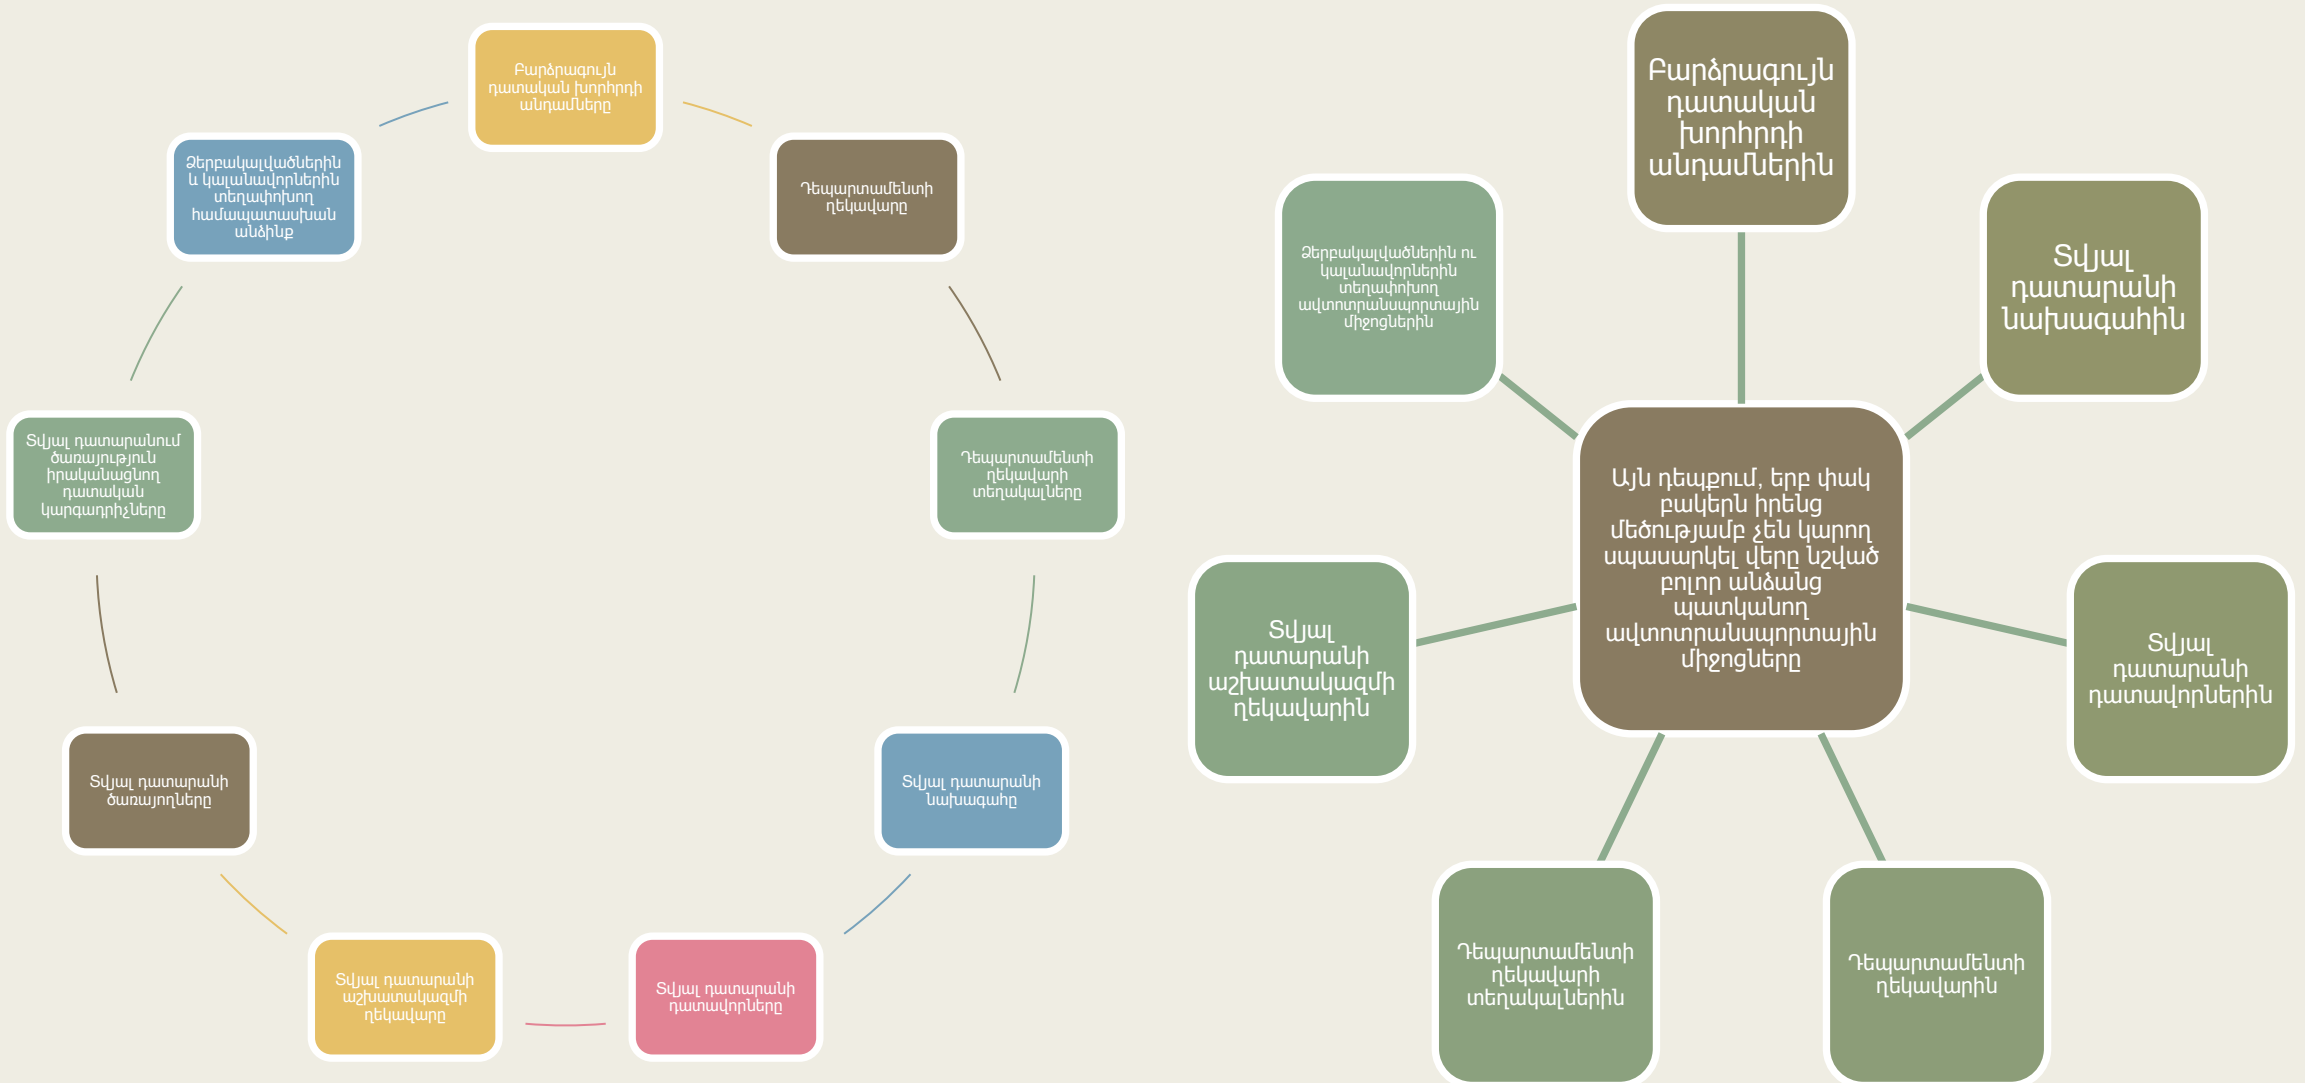 Բարձրագույն
դատական խորհրդի
անդամները
Դեպարտամենտի
ղեկավարը
Դեպարտամենտի
ղեկավարի
տեղակալները
Տվյալ դատարանի
նախագահը
Տվյալ դատարանի
դատավորները
Տվյալ դատարանի
աշխատակազմի
ղեկավարը
Տվյալ դատարանի
ծառայողները
Տվյալ դատարանում
ծառայություն
իրականացնող
դատական
կարգադրիչները
Ձերբակալվածներին
և կալանավորներին
տեղափոխող
համապատասխան
անձինք
Այն դեպքում, երբ փակ
բակերն իրենց
մեծությամբ չեն կարող
սպասարկել վերը նշված
բոլոր անձանց
պատկանող
ավտոտրանսպորտային
միջոցները
Բարձրագույն
դատական
խորհրդի
անդամներին
Տվյալ
դատարանի
նախագահին
Տվյալ
դատարանի
դատավորներին
Դեպարտամենտի
ղեկավարին
Դեպարտամենտի
ղեկավարի
տեղակալներին
Տվյալ
դատարանի
աշխատակազմի
ղեկավարին
Ձերբակալվածներին ու
կալանավորներին
տեղափոխող
ավտոտրանսպորտային
միջոցներին